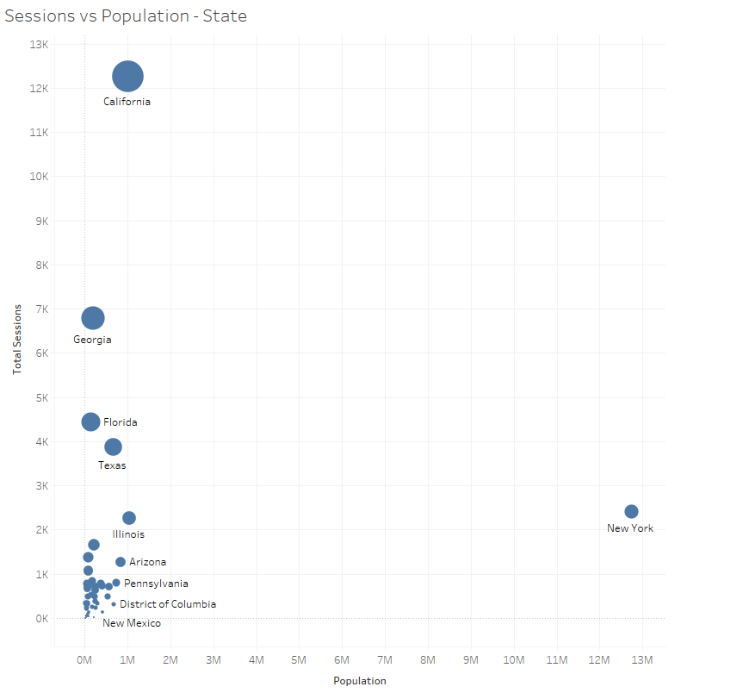 Sessions vs Population - State
13K
12K
11K
10K
9K
8K
7K
6K
5K
4K
3K
2K
1K
0K
Total Sessions
California
Georgia
Florida
Texas
Illinois
New York
Arizona
Pennsylvania
District of Columbia
New Mexico
0M 1M 2M 3M 4M 5M 6M 7M 8M 9M 10M 11M 12M 13M
Population